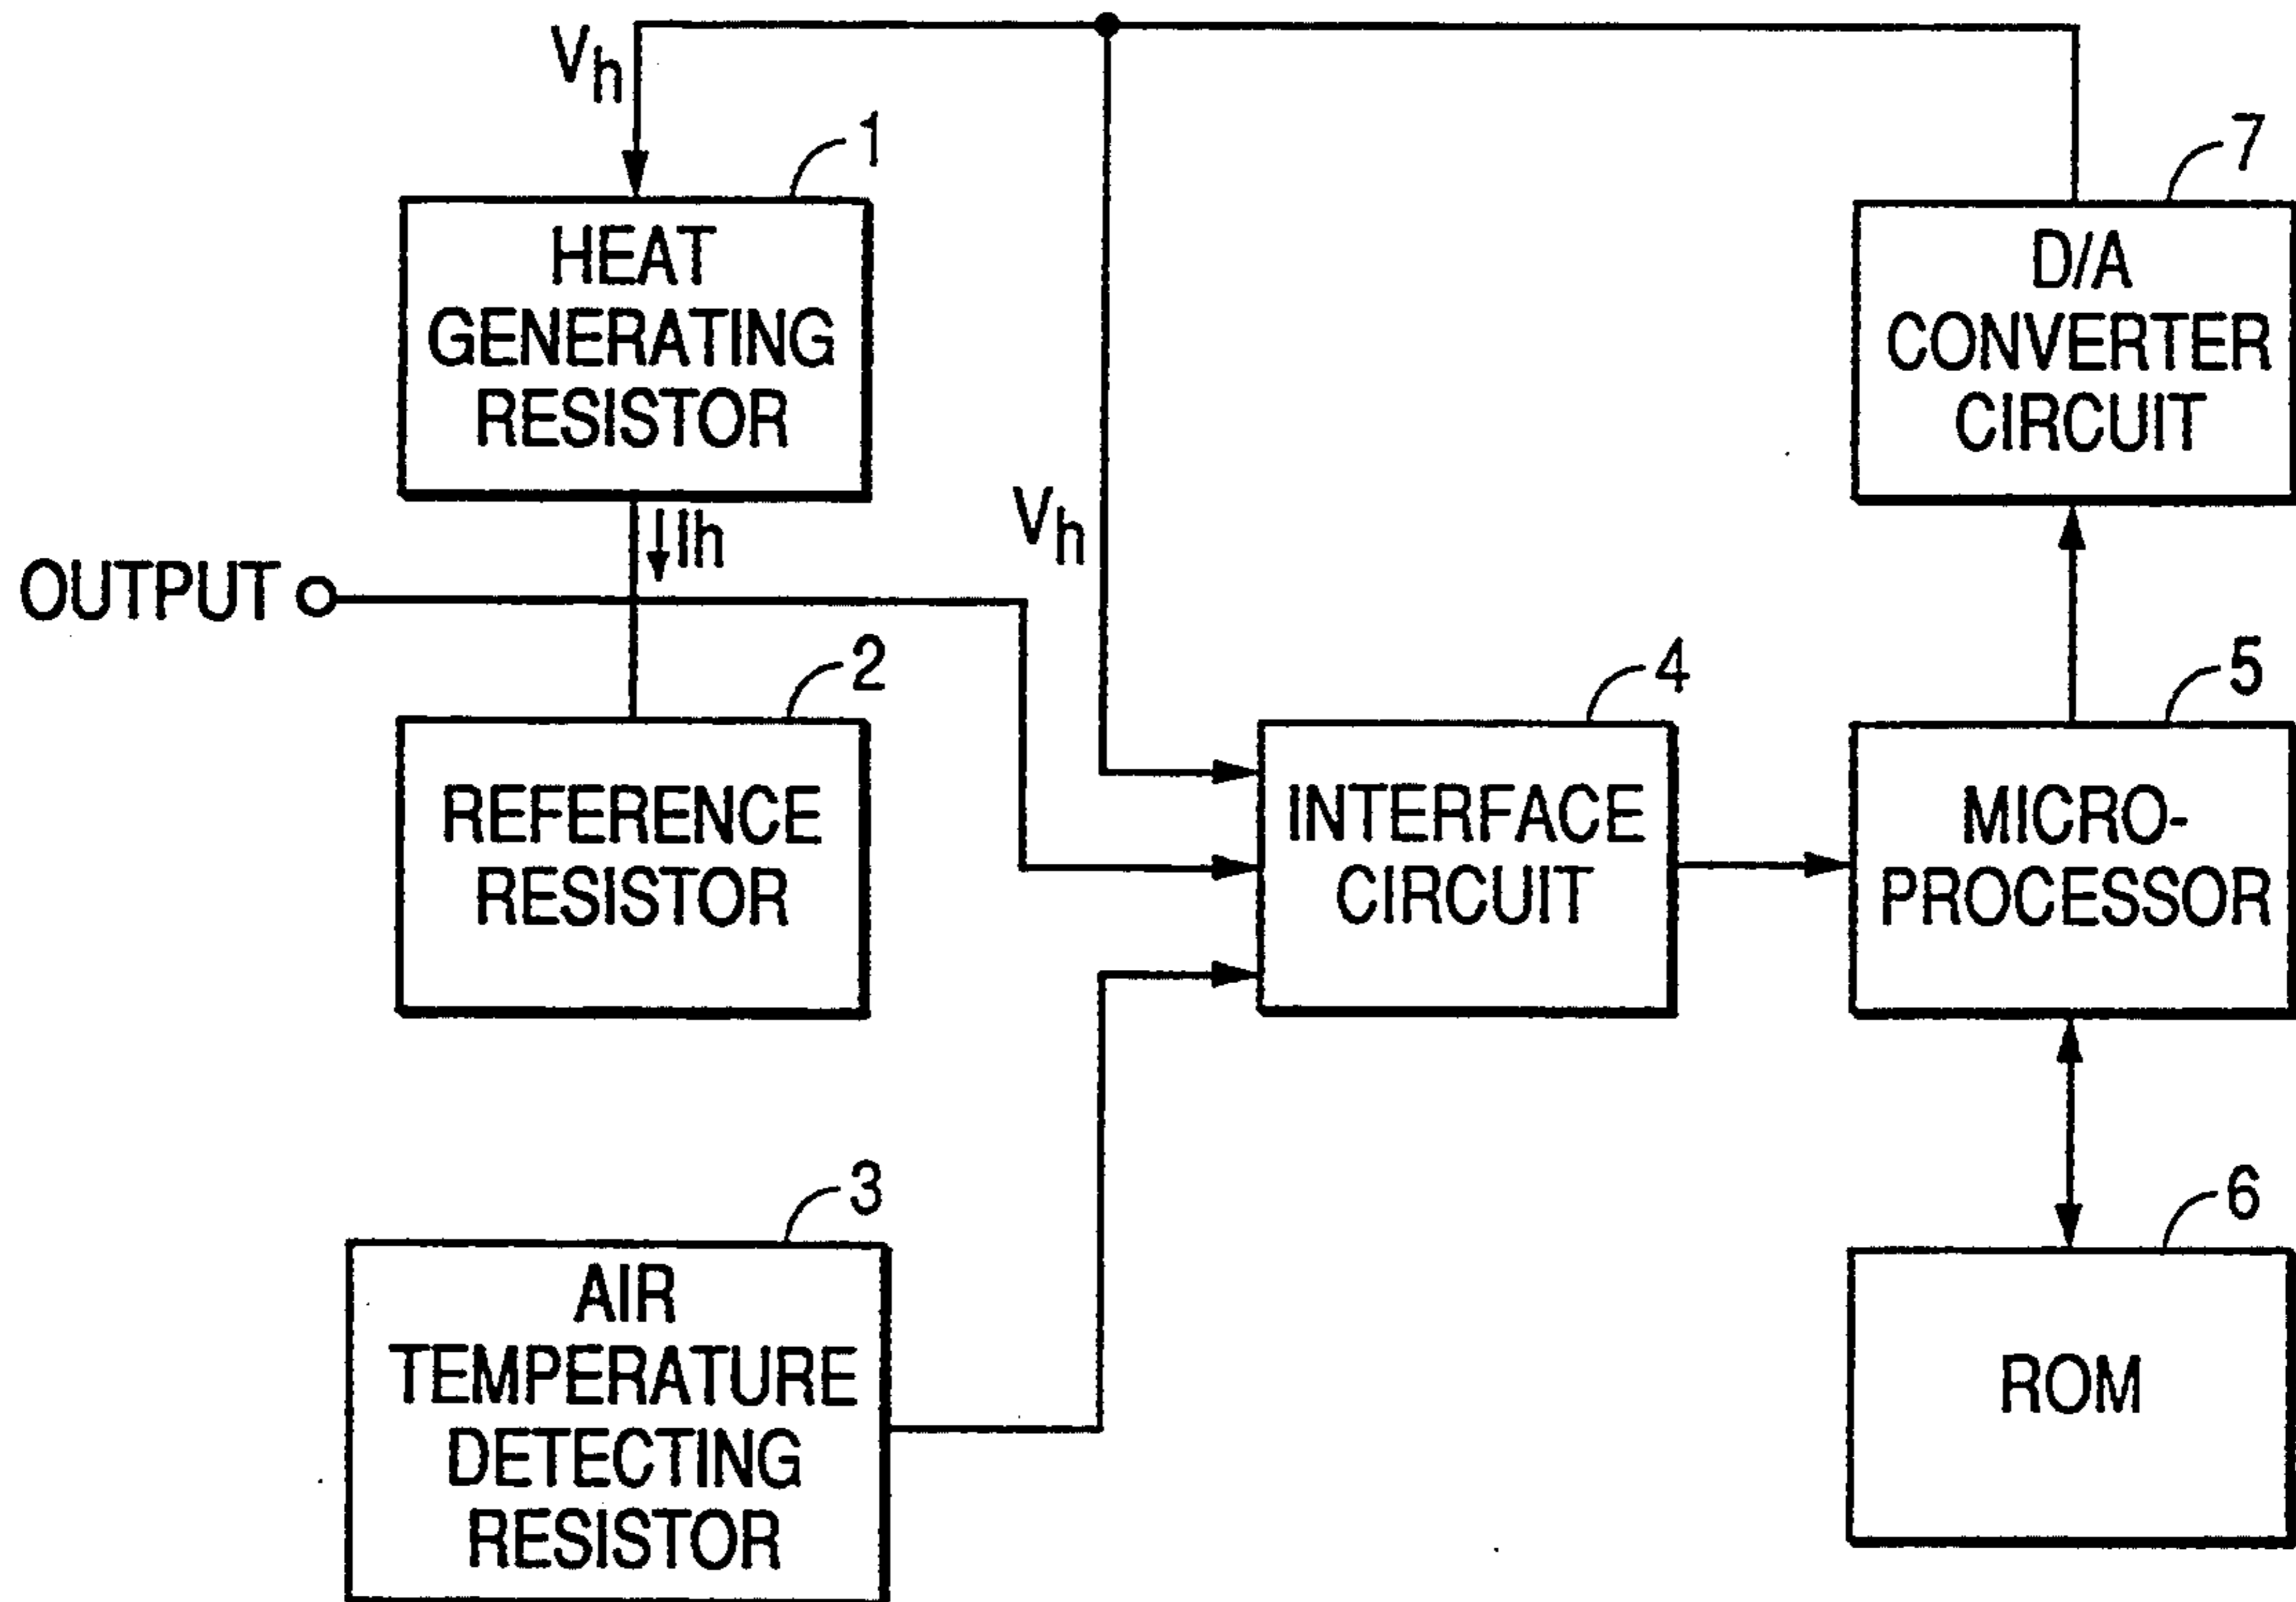 Vh
1
7
HEAT
GENERATING
RESISTOR
D/A
CONVERTER
CIRCUIT
Ih
Vh
OUTPUT
2
4
5
REFERENCE
RESISTOR
INTERFACE
CIRCUIT
MICRO-
PROCESSOR
3
6
AIR
TEMPERATURE
DETECTING
RESISTOR
ROM